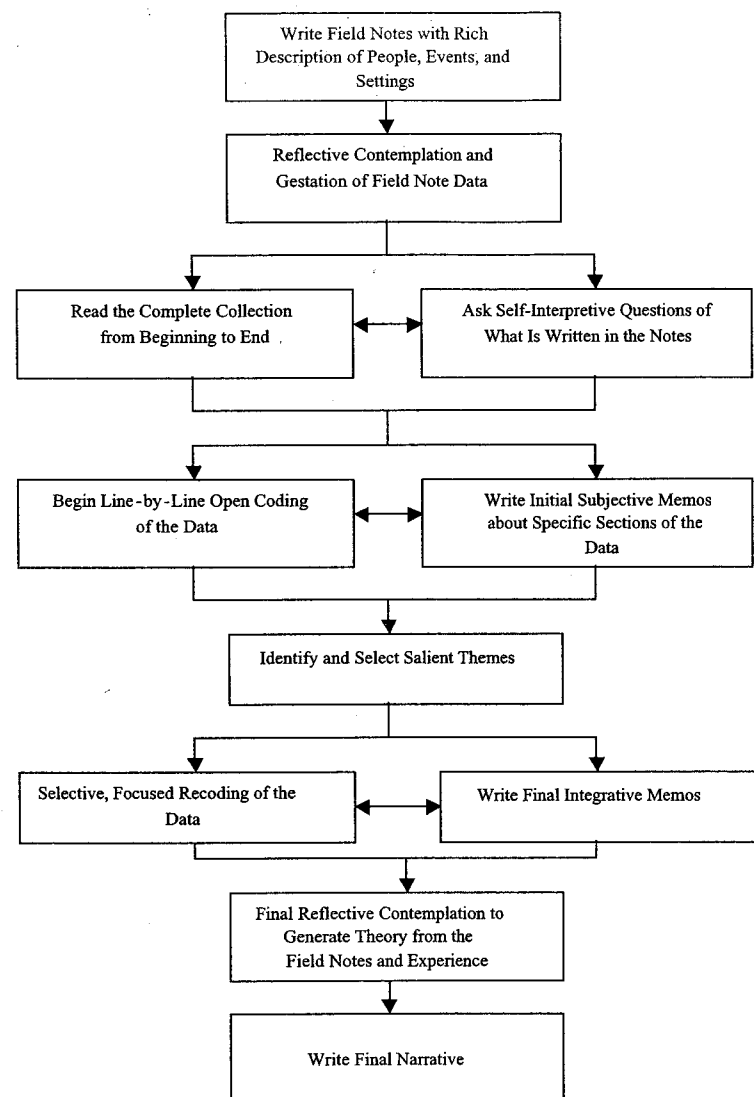 Write Field Notes with Rich
Description of People, Events, and
Settings
Reflective Contemplation and
Gestation of Field Note Data
Read the Complete Collection
from Beginning to End
Ask Self-Interpretive Questions of
What Is Written in the Notes
Begin Line-by-Line Open Coding
of the Data
Write Initial Subjective Memos
about Specific Sections of the
Data
Identify and Select Salient Themes
Selective, Focused Recoding of the
Data
Write Final Integrative Memos
Final Reflective Contemplation to
Generate Theory from the
Field Notes and Experience
Write Final Narrative